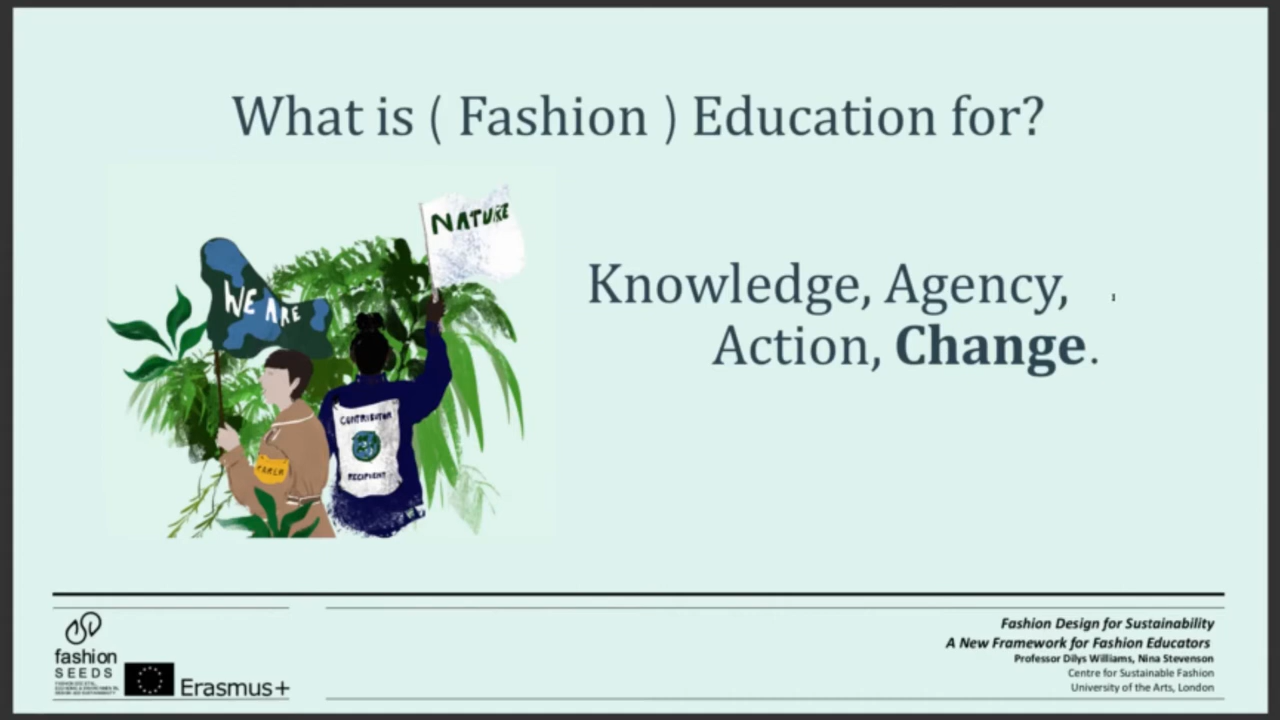 What is ( Fashion ) Education for?
NATURE
WE ARE
Knowledge, Agency,
Action, Change.
CONTRIBUTOR
RECIPIENT
Fashion Design for Sustainability
A New Framework for Fashion Educators
Professor Dilys Williams, Nina Stevenson
Centre for Sustainable Fashion
University of the Arts, London
fashion
SEEDS
Erasmus+